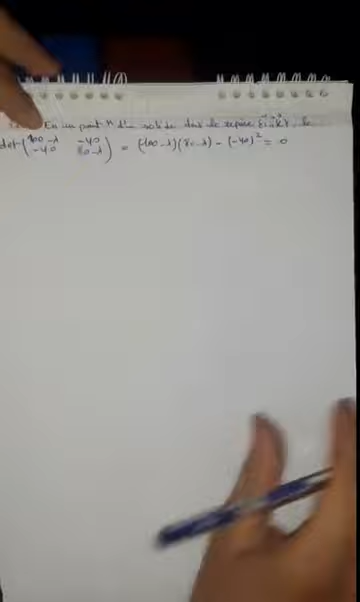 En un point M d'un solide dans le repère
det (100-λ -40
-40 80-λ) = (100-λ)(80-λ) - (-40)² = 0